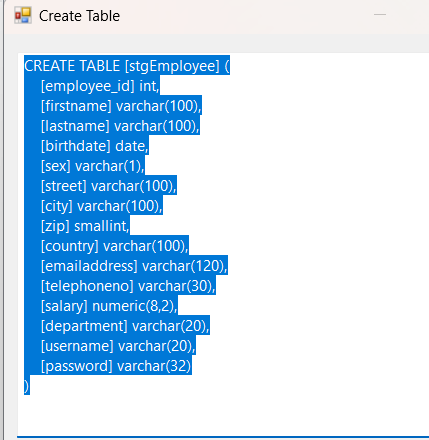 Create Table
CREATE TABLE [stgEmployee] (
[employee_id] int,
[firstname] varchar(100),
[lastname] varchar(100),
[birthdate] date,
[sex] varchar(1),
[street] varchar(100),
[city] varchar(100),
[zip] smallint,
[country] varchar(100),
[emailaddress] varchar(120),
[telephoneno] varchar(30),
[salary] numeric(8,2),
[department] varchar(20),
[username] varchar(20),
[password] varchar(32)
)